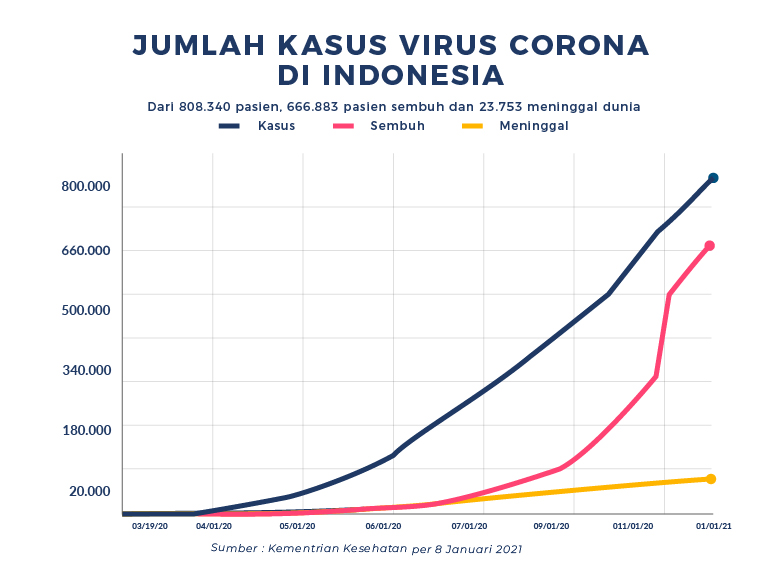 JUMLAH KASUS VIRUS CORONA
DI INDONESIA
Dari 808.340 pasien, 666.883 pasien sembuh dan 23.753 meninggal dunia
Kasus Sembuh Meninggal
800.000
660.000
500.000
340.000
180.000
20.000
03/19/20 04/01/20 05/01/20 06/01/20 07/01/20 09/01/20 011/01/20 01/01/21
Sumber : Kementrian Kesehatan per 8 Januari 2021